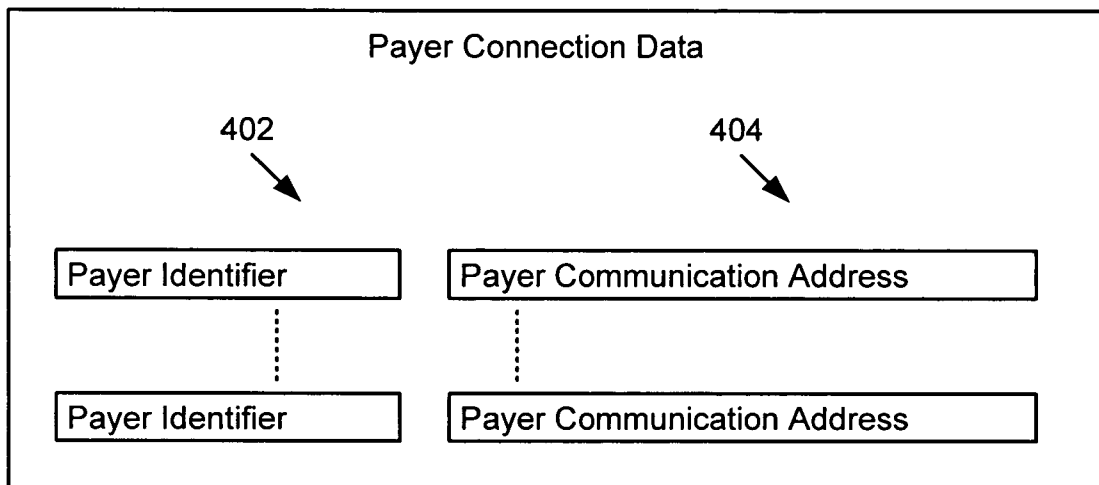 Payer Connection Data
402 404
Payer Identifier Payer Communication Address
Payer Identifier Payer Communication Address